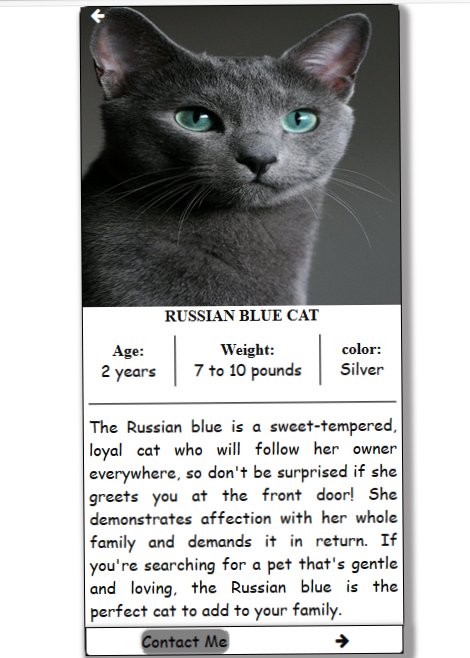 RUSSIAN BLUE CAT
Age: Weight: color:
2 years 7 to 10 pounds Silver
The Russian blue is a sweet-tempered,
loyal cat who will follow her owner
everywhere, so don't be surprised if she
greets you at the front door! She
demonstrates affection with her whole
family and demands it in return. If
you're searching for a pet that's gentle
and loving, the Russian blue is the
perfect cat to add to your family.
Contact Me